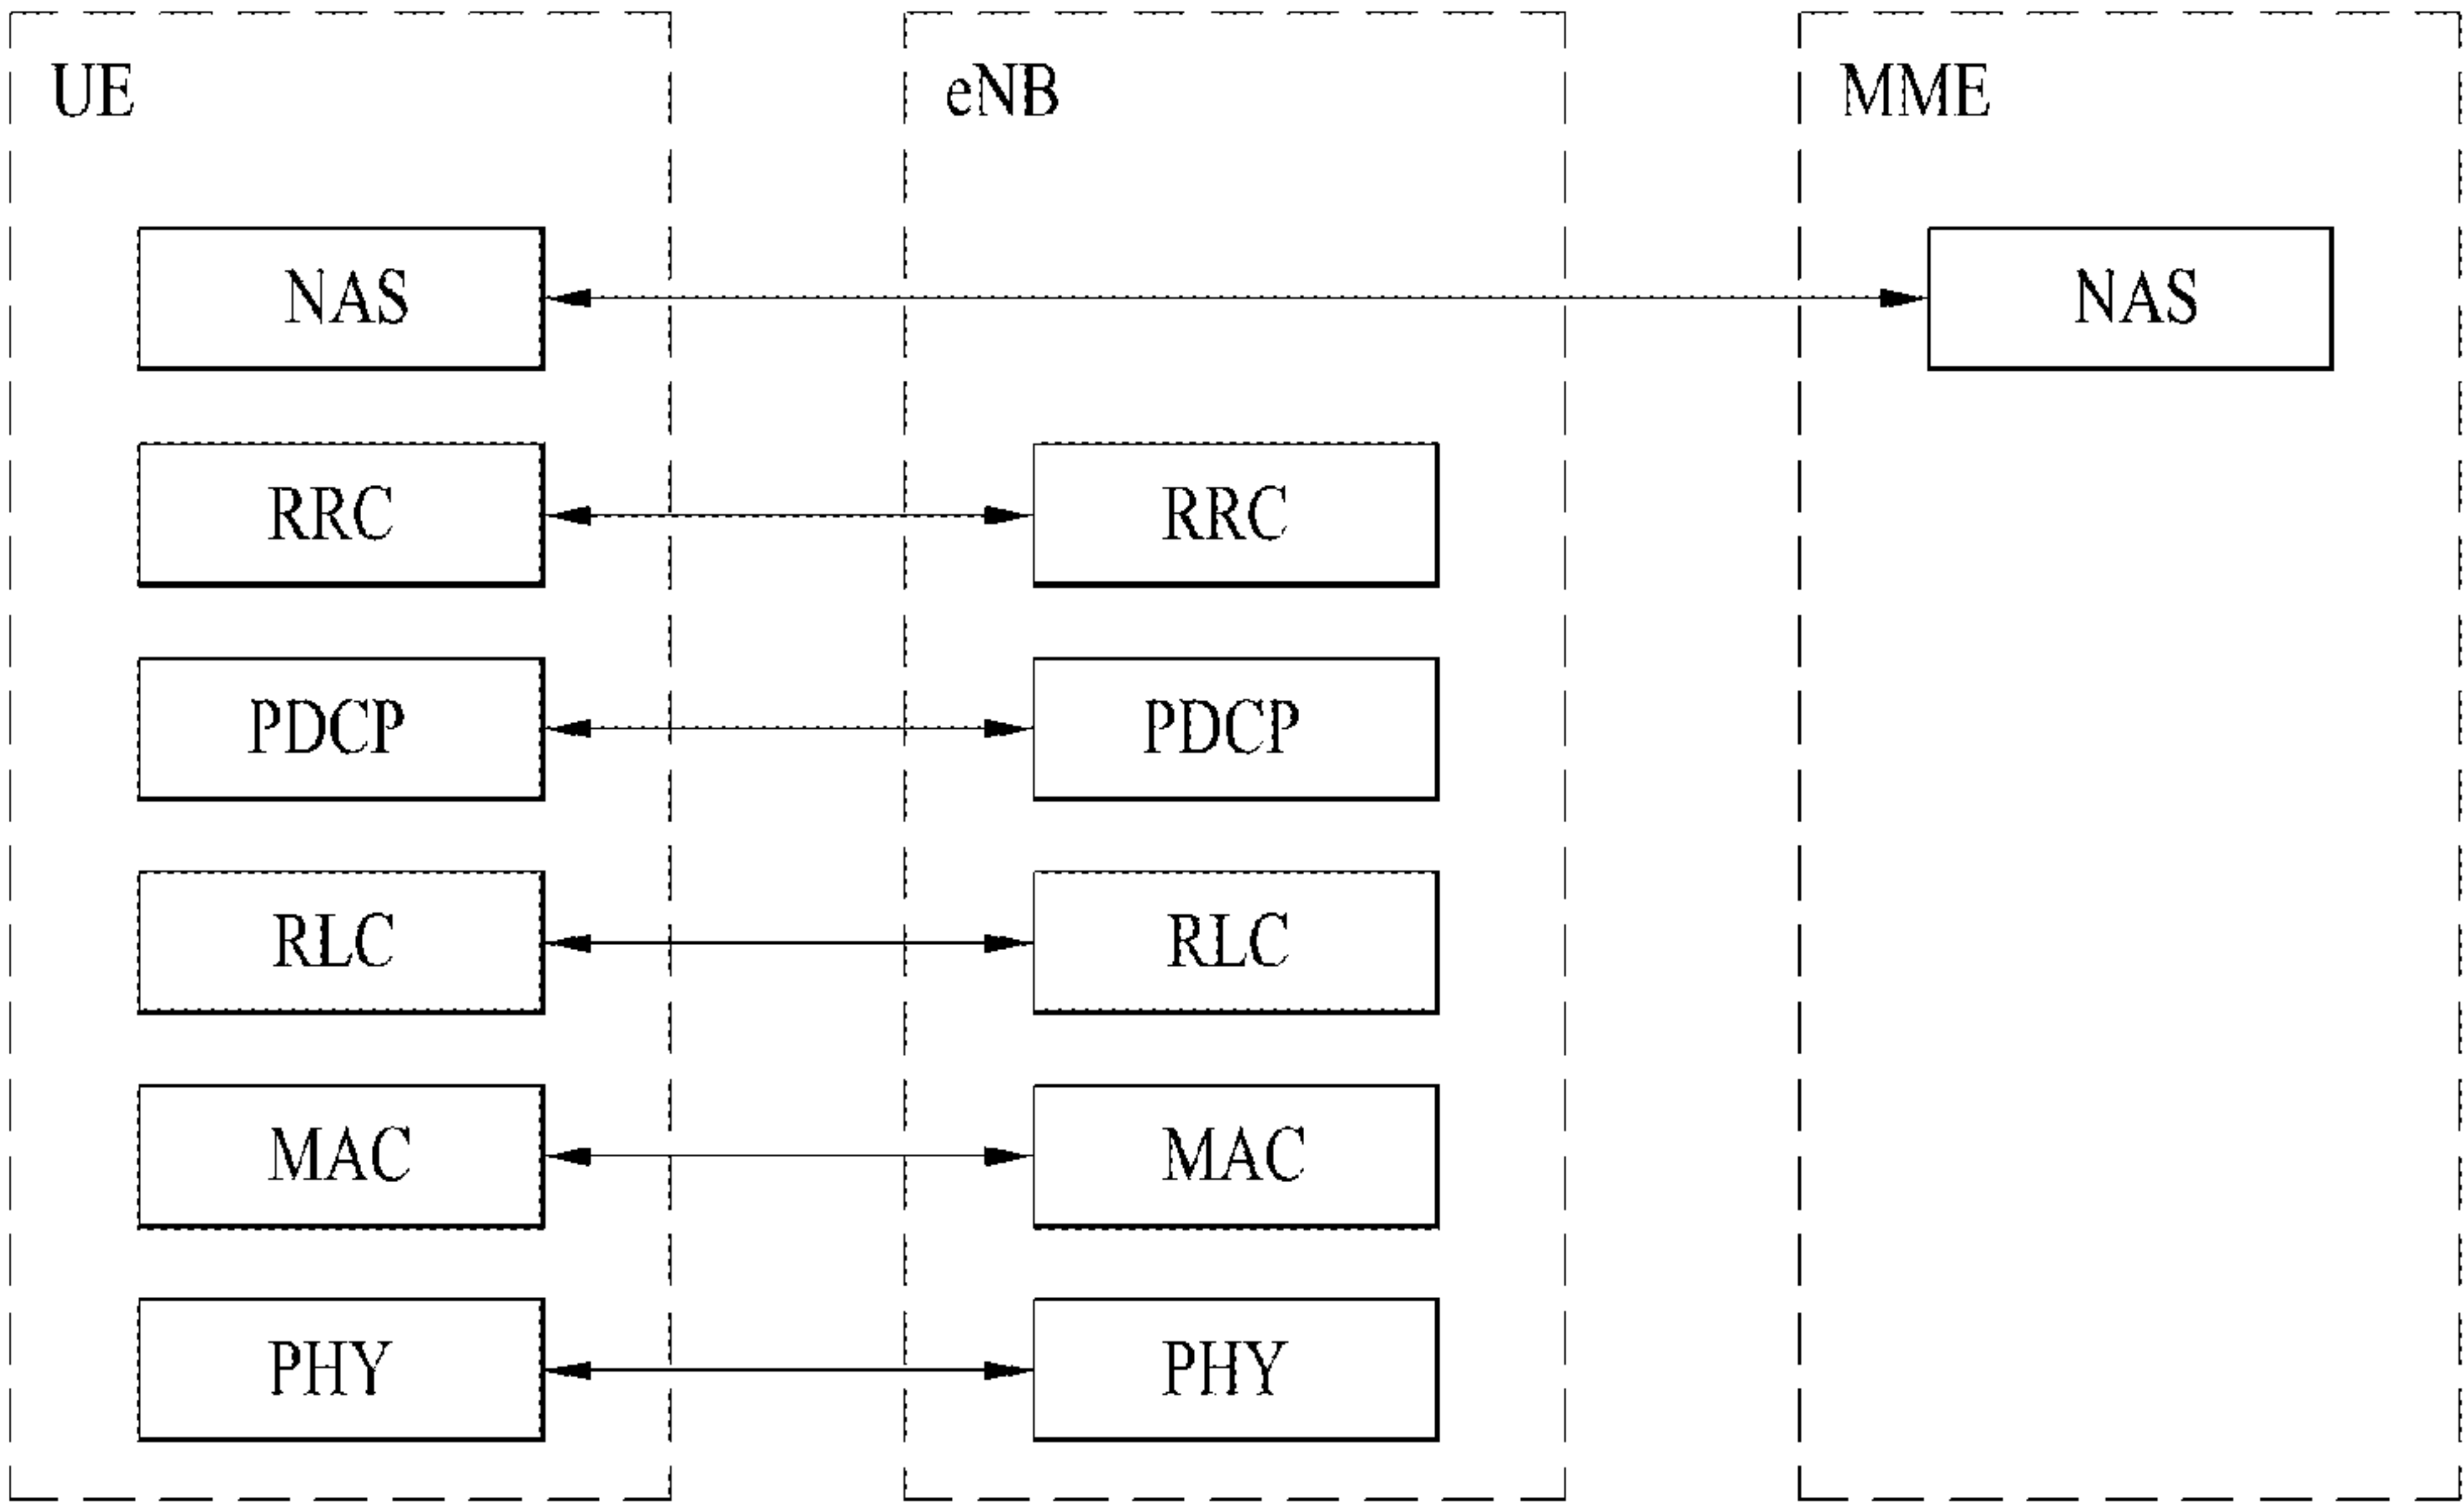 UE
eNB
MME
NAS
NAS
RRC
RRC
PDCP
PDCP
RLC
RLC
MAC
MAC
PHY
PHY